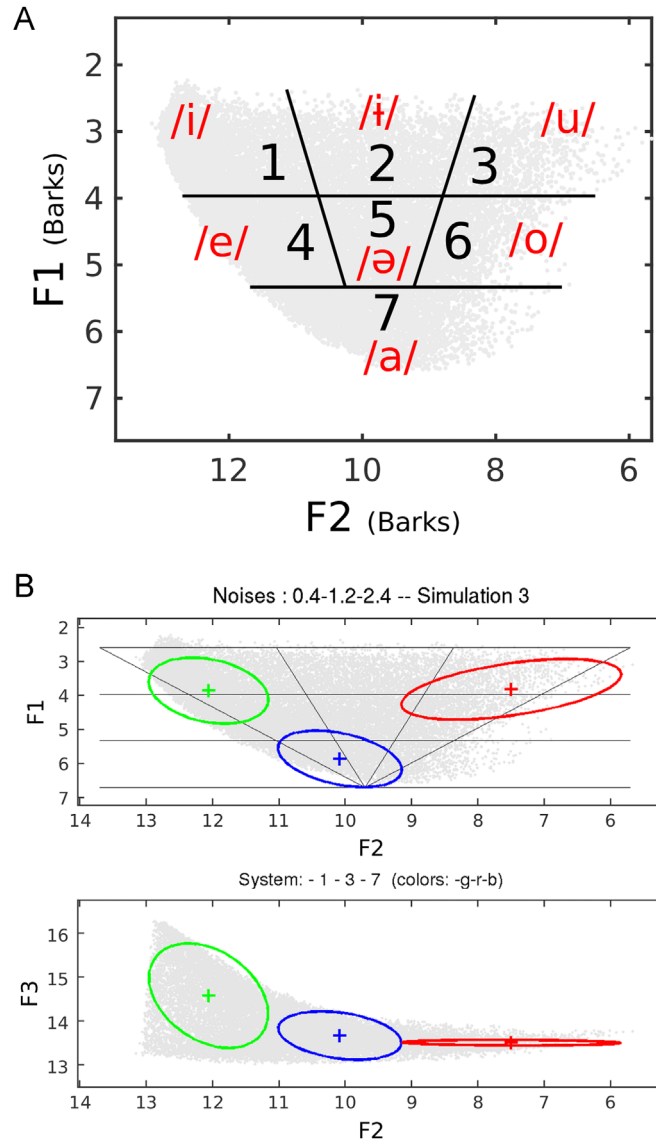 A
2
3
4
5
6
7
F1 (Barks)
/i/
/ɨ/
/u/
1
2
3
/e/
4
5
6
/o/
/ə/
7
/a/
12
10
8
6
F2 (Barks)
B
Noises : 0.4-1.2-2.4 -- Simulation 3
2
3
4
5
6
7
F1
14
13
12
11
10
9
8
7
6
F2
System: - 1 - 3 - 7 (colors: -g-r-b)
16
15
14
13
F3
14
13
12
11
10
9
8
7
6
F2